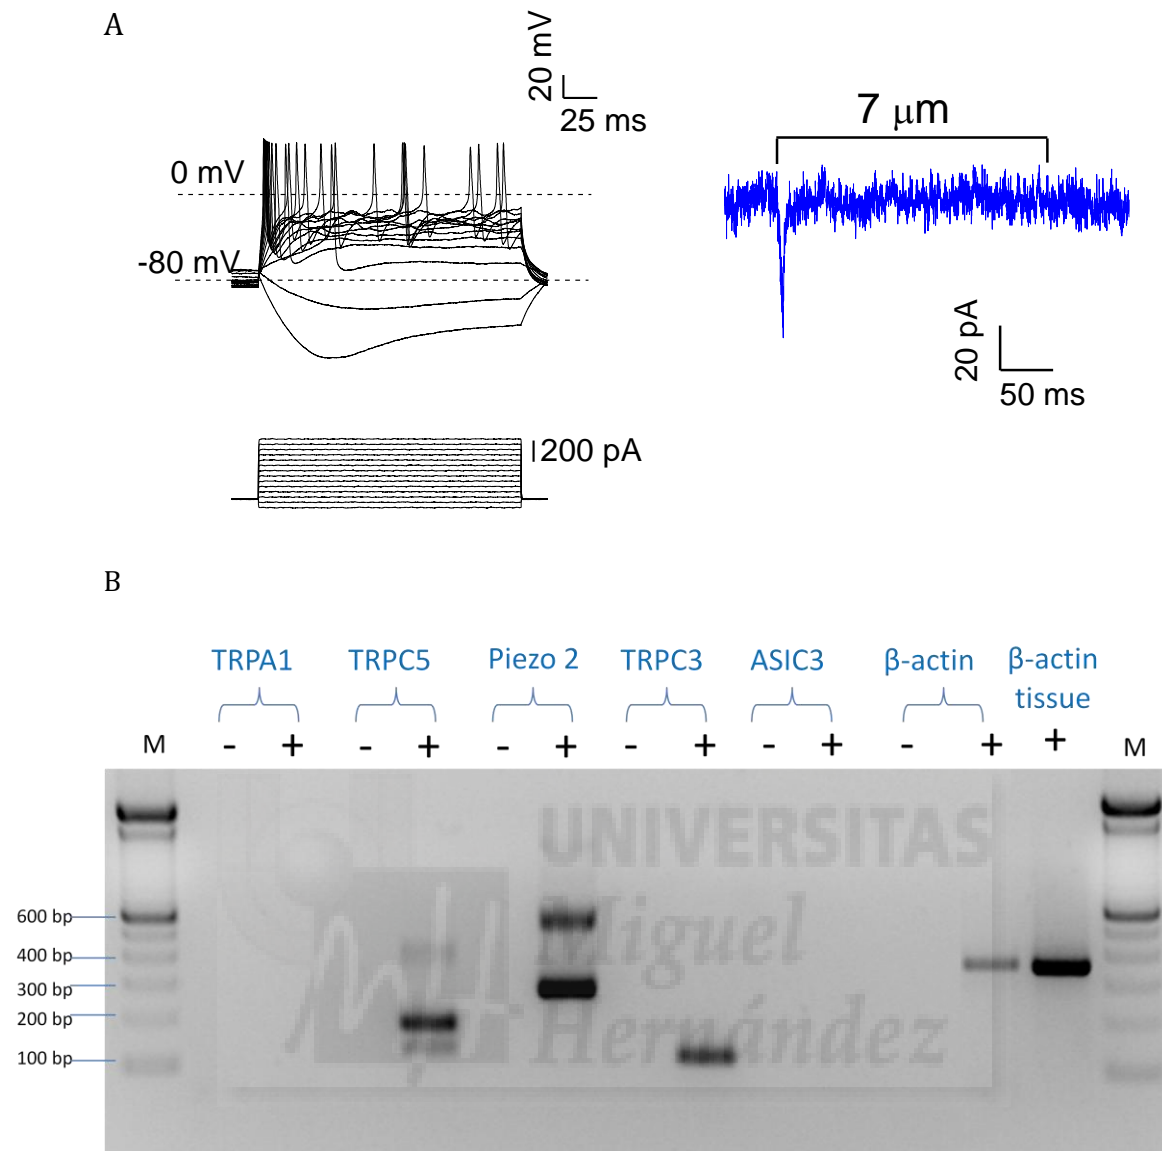 A
20 mV
25 ms
7 μm
0 mV
-80 mV
20 pA
50 ms
200 pA
B
TRPA1 TRPC5 Piezo 2 TRPC3 ASIC3 β-actin β-actin
tissue
M - + - + - + - + - + - + + M
UNIVERSITAS
Miguel
Hernández
600 bp
400 bp
300 bp
200 bp
100 bp